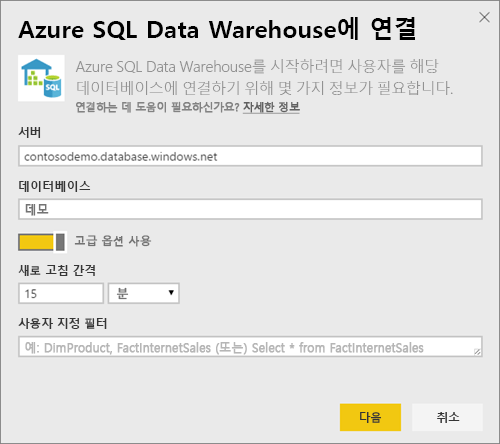 Azure SQL Data Warehouse에 연결
Azure SQL Data Warehouse를 시작하려면 사용자를 해당
데이터베이스에 연결하기 위해 몇 가지 정보가 필요합니다.
연결하는 데 도움이 필요하신가요? 자세한 정보
SQL
서버
contosodemo.database.windows.net
데이터베이스
데모
고급 옵션 사용
새로 고침 간격
15 분
사용자 지정 필터
예: DimProduct, FactInternetSales (또는) Select * from FactInternetSales
다음 취소